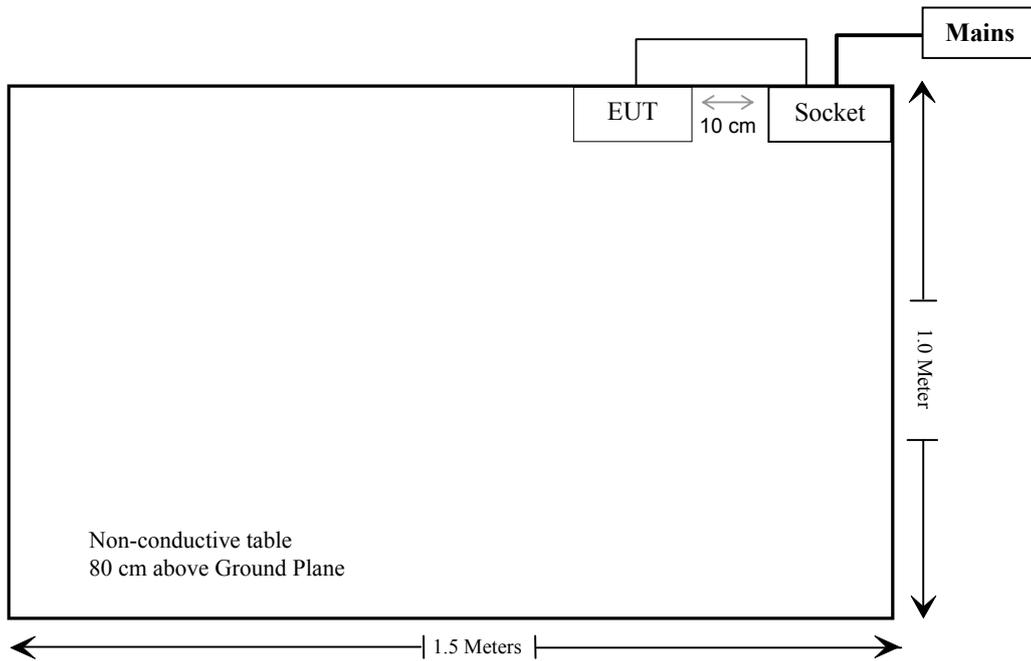 Mains
EUT
10 cm
Socket
1.0 Meter
Non-conductive table
80 cm above Ground Plane
1.5 Meters